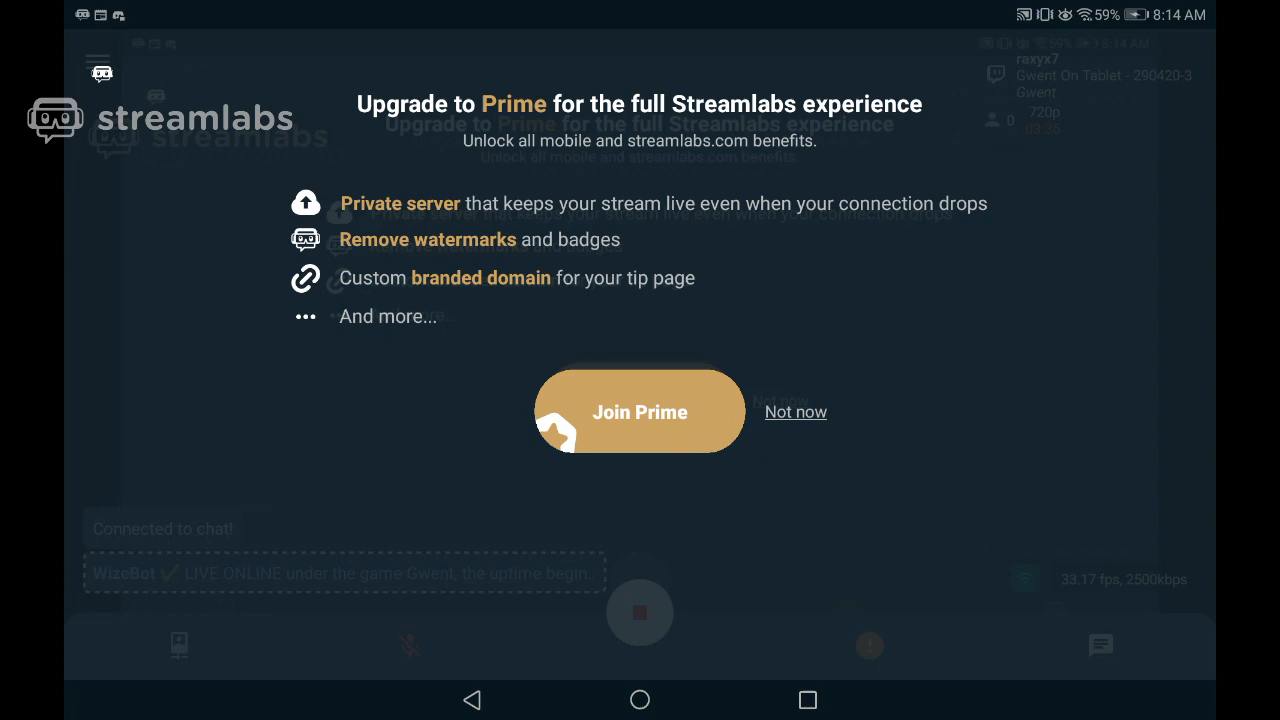 59% 8:14 AM
streamlabs
raxyx7
Gwent On Tablet - 290420-3
Gwent
0 720p
03:35
Upgrade to Prime for the full Streamlabs experience
Unlock all mobile and streamlabs.com benefits.
Private server that keeps your stream live even when your connection drops
Remove watermarks and badges
Custom branded domain for your tip page
And more...
Join Prime
Not now
Connected to chat!
WizeBot ✔ LIVE ONLINE under the game Gwent, the uptime begin..
33.17 fps, 2500kbps